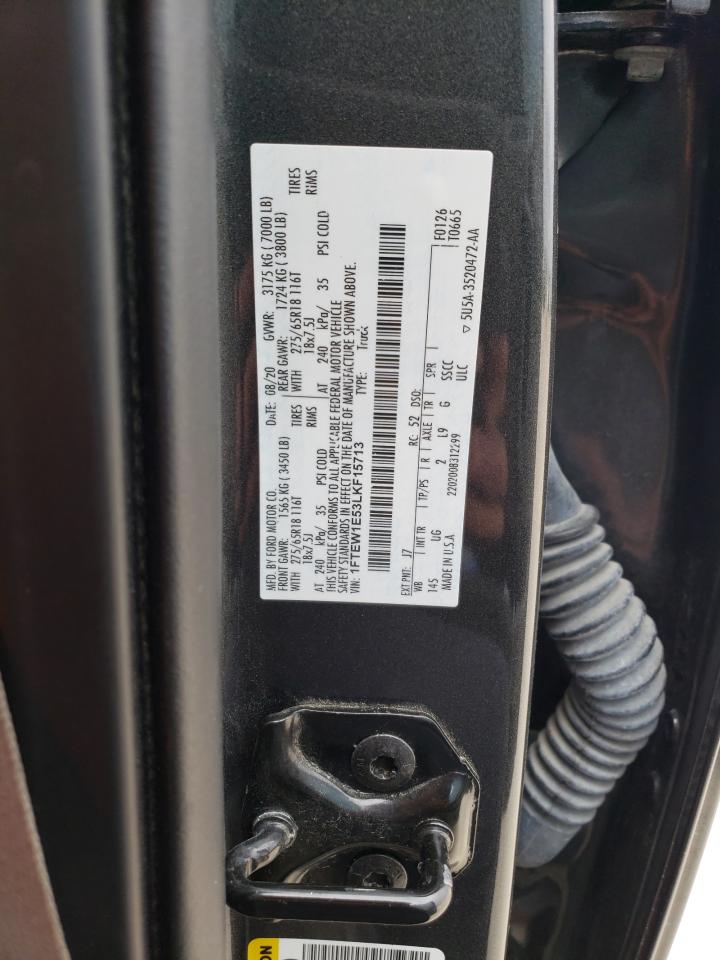 MFD. BY FORD MOTOR CO. DATE: 08/20 GVWR: 3175 KG ( 7000 LB)
FRONT GAWR: 1565 KG ( 3450 LB) REAR GAWR: 1724 KG ( 3800 LB)
WITH 275/65R18 116T TIRES WITH 275/65R18 116T TIRES
18x7.5J RIMS 18x7.5J RIMS
AT 240 kPa/ 35 PSI COLD AT 240 kPa/ 35 PSI COLD
THIS VEHICLE CONFORMS TO ALL APPLICABLE FEDERAL MOTOR VEHICLE
SAFETY STANDARDS IN EFFECT ON THE DATE OF MANUFACTURE SHOWN ABOVE.
VIN: 1FTEW1E53LKF15713 TYPE: Truck
F0126
EXT PNT: J7 RC: 52 DSO: T0665
WB INT TR TP/PS R AXLE TR SPR
145 UG 2 L9 G SSCC
ULC
MADE IN U.S.A. 2202008312299 ▽ 5U5A-3520472-AA
ON